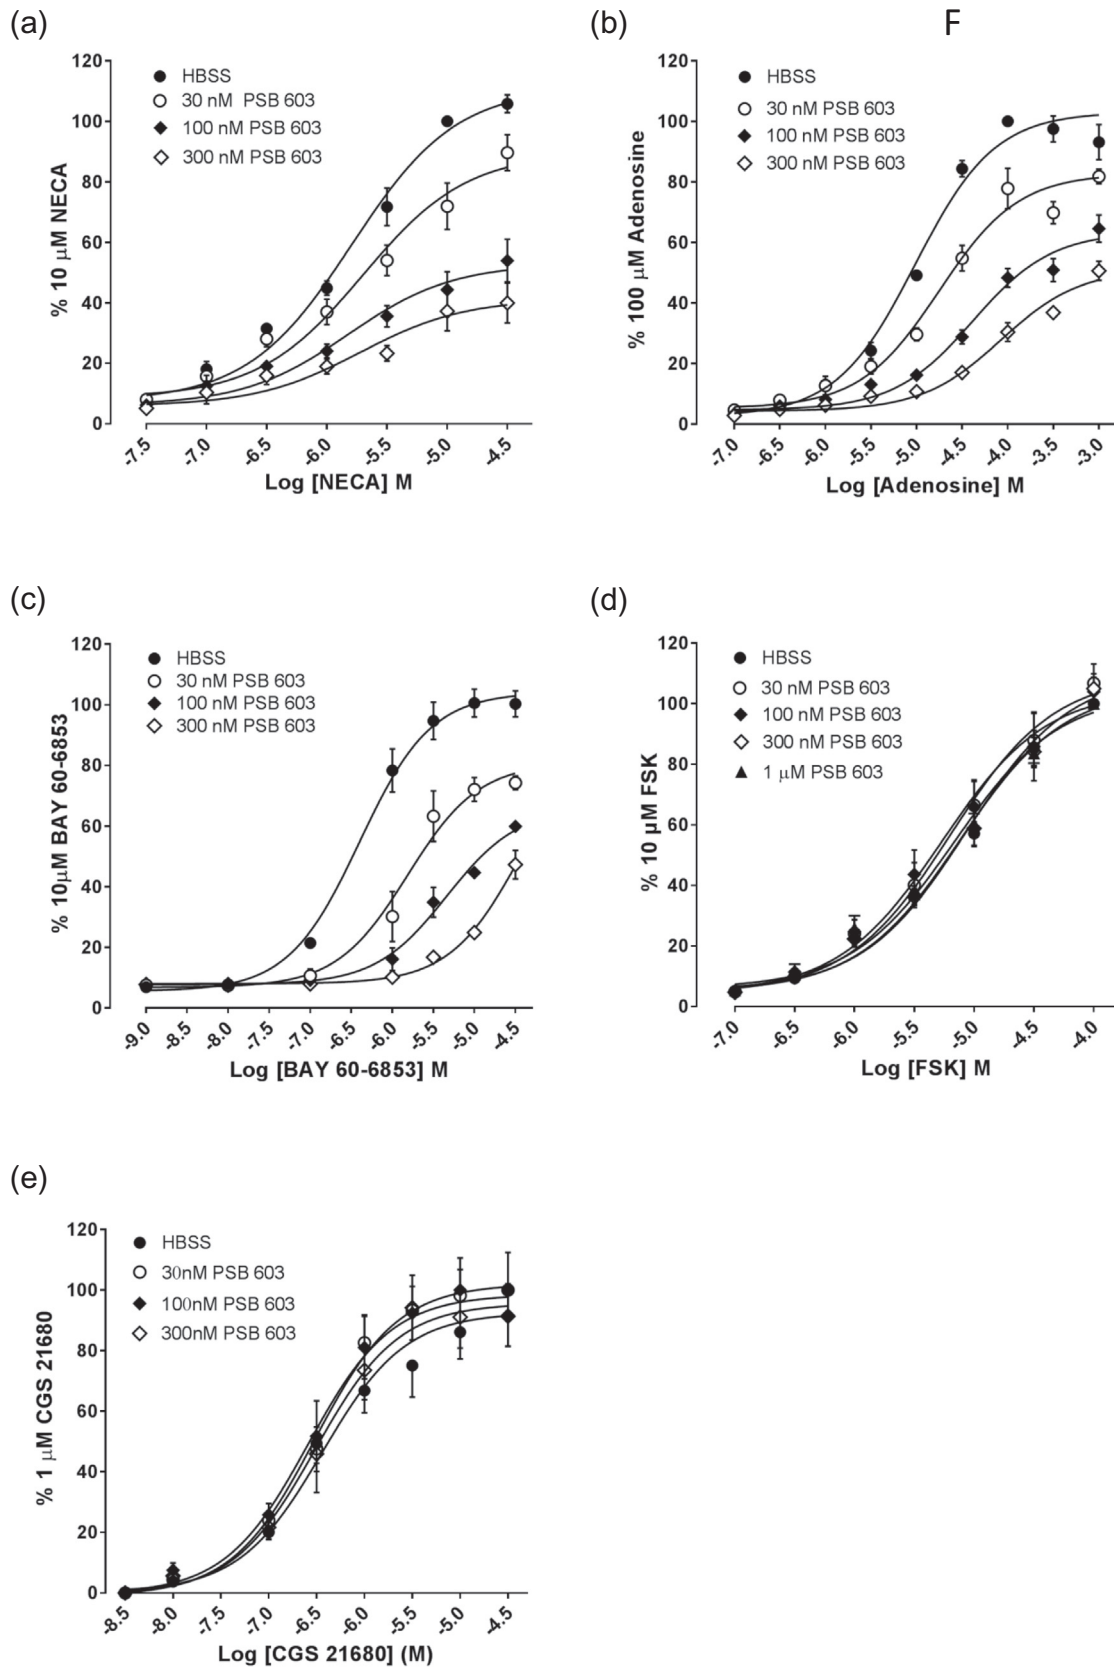 (a)
120
100
80
60
40
20
0
% 10 μM NECA
HBSS
30 nM PSB 603
100 nM PSB 603
300 nM PSB 603
-7.5 -7.0 -6.5 -6.0 -5.5 -5.0 -4.5
Log [NECA] M
(b)
F
120
100
80
60
40
20
0
% 100 μM Adenosine
HBSS
30 nM PSB 603
100 nM PSB 603
300 nM PSB 603
-7.0 -6.5 -6.0 -5.5 -5.0 -4.5 -4.0 -3.5 -3.0
Log [Adenosine] M
(c)
120
100
80
60
40
20
0
% 10μM BAY 60-6853
HBSS
30 nM PSB 603
100 nM PSB 603
300 nM PSB 603
-9.0 -8.5 -8.0 -7.5 -7.0 -6.5 -6.0 -5.5 -5.0 -4.5
Log [BAY 60-6853] M
(d)
120
100
80
60
40
20
0
% 10 μM FSK
HBSS
30 nM PSB 603
100 nM PSB 603
300 nM PSB 603
1 μM PSB 603
-7.0 -6.5 -6.0 -5.5 -5.0 -4.5 -4.0
Log [FSK] M
(e)
120
100
80
60
40
20
0
% 1 μM CGS 21680
HBSS
30nM PSB 603
100nM PSB 603
300nM PSB 603
-8.5 -8.0 -7.5 -7.0 -6.5 -6.0 -5.5 -5.0 -4.5
Log [CGS 21680] (M)